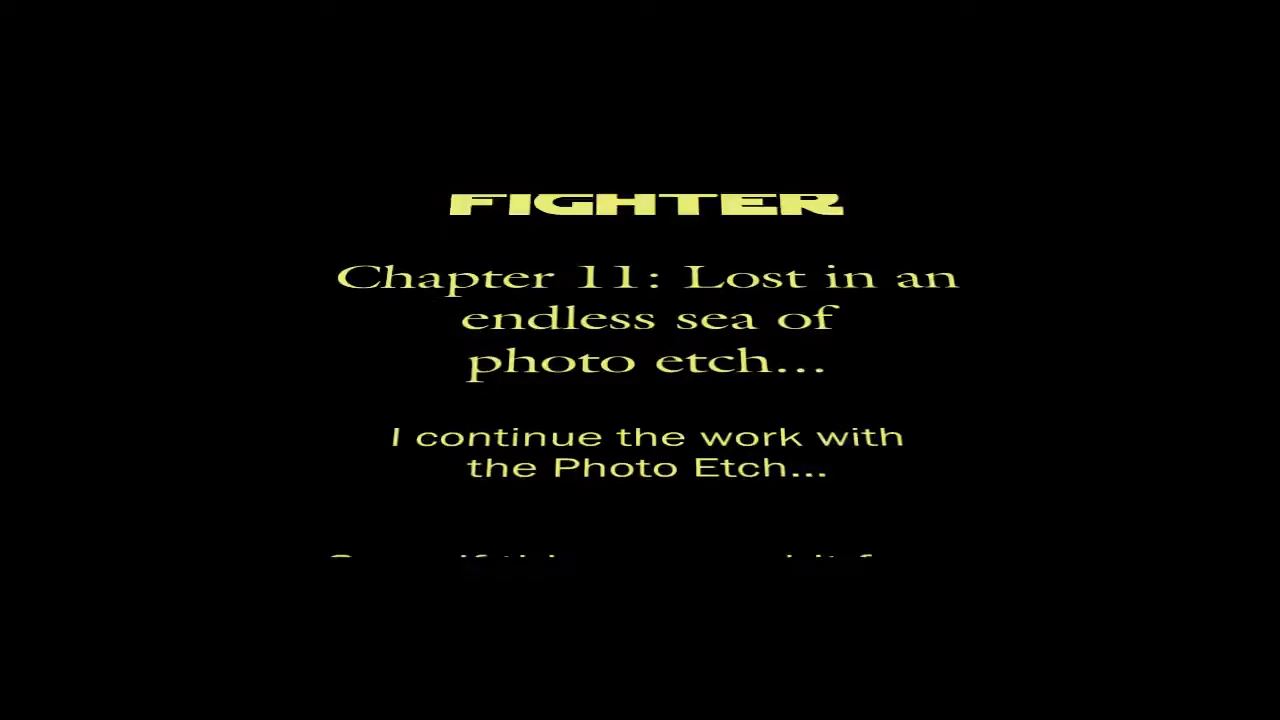 FIGHTER
Chapter 11: Lost in an
endless sea of
photo etch...
I continue the work with
the Photo Etch...